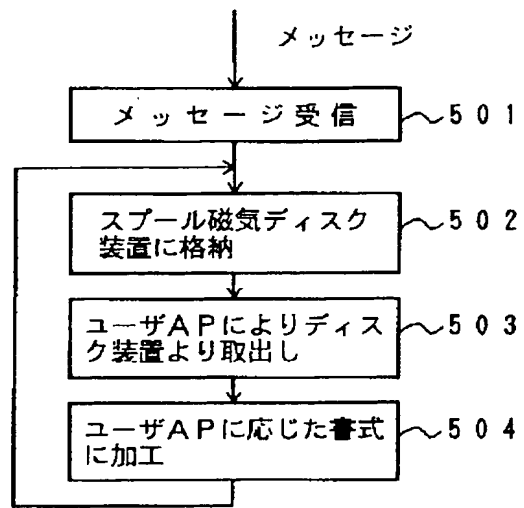 メッセージ
メッセージ受信
501
スプール磁気ディスク
装置に格納
502
ユーザAPによりディス
ク装置より取出し
503
ユーザAPに応じた書式
に加工
504